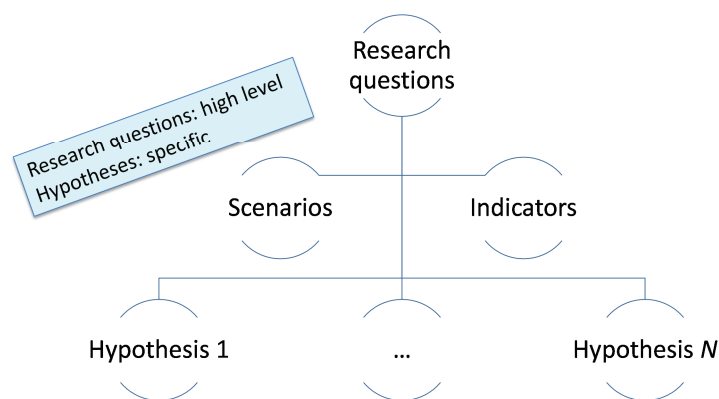 Research
questions
Research questions: high level
Hypotheses: specific
Scenarios
Indicators
Hypothesis 1
...
Hypothesis N